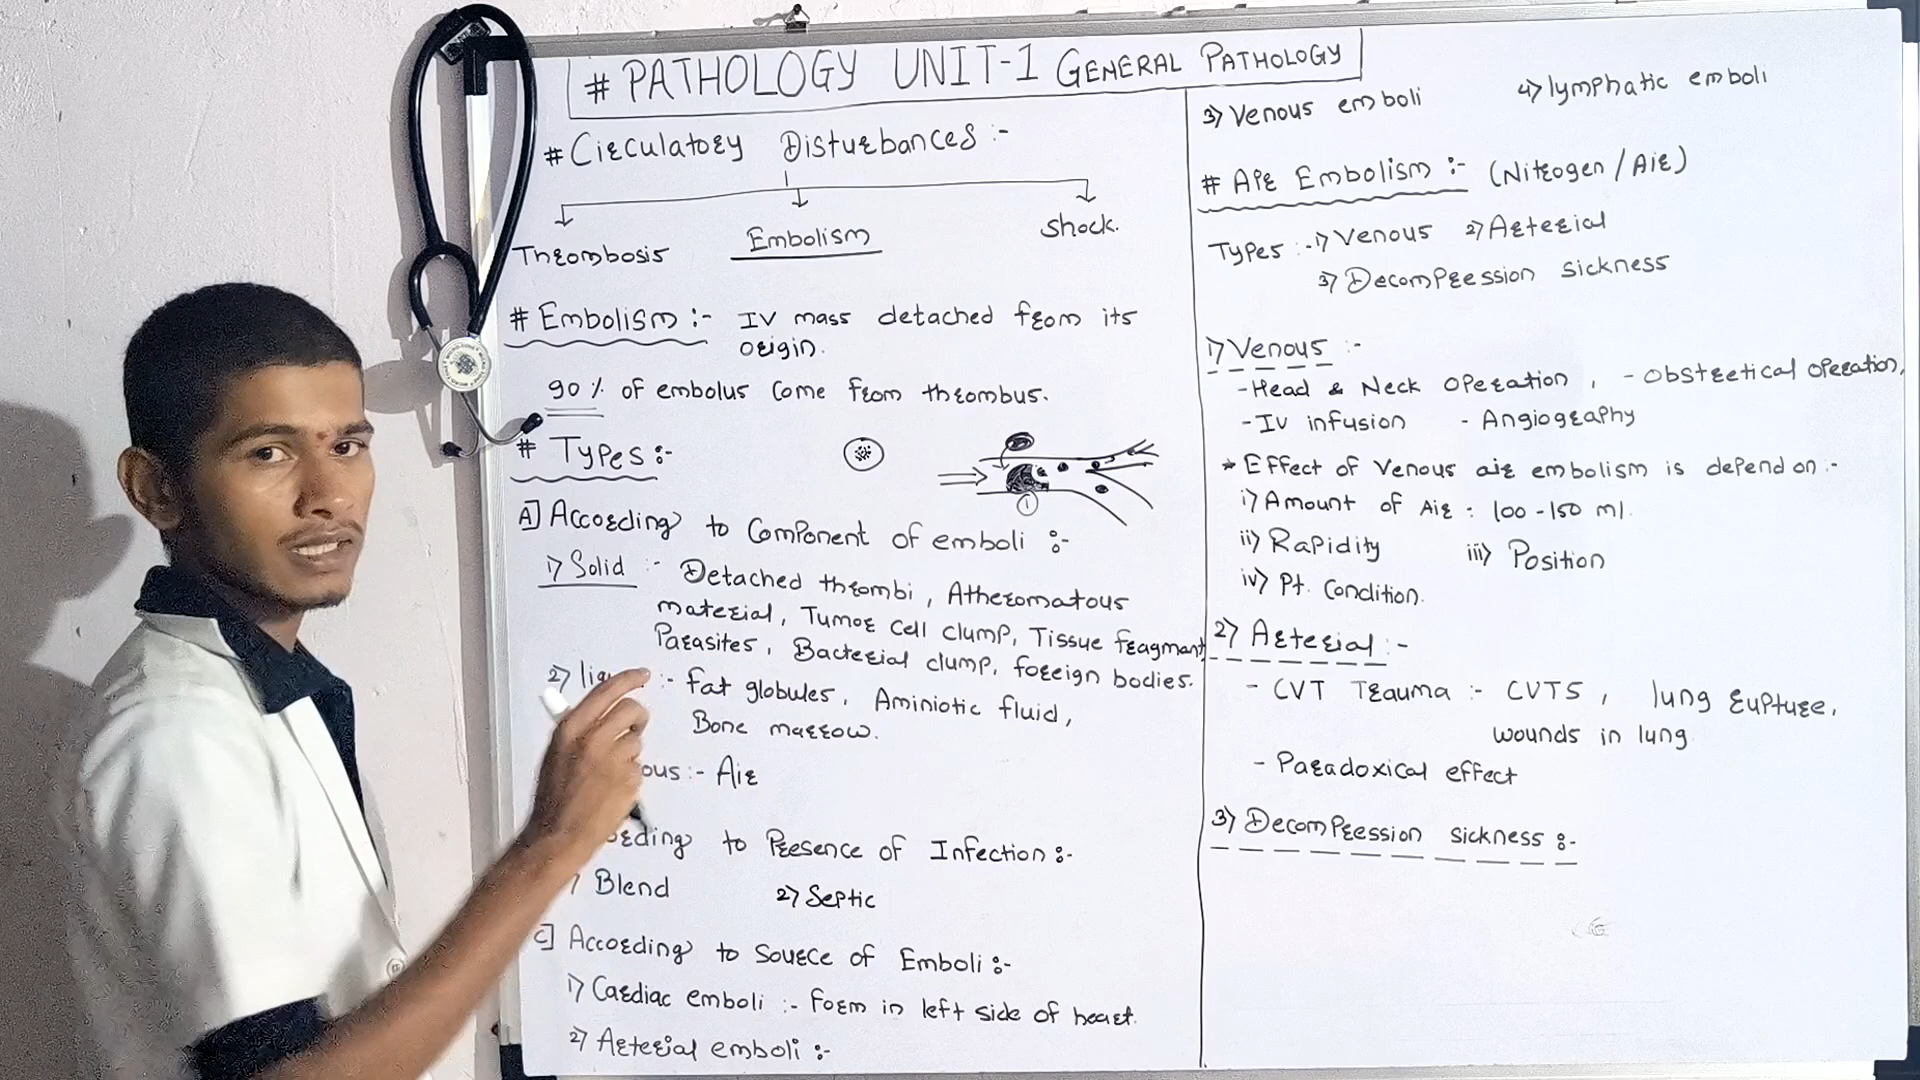 # PATHOLOGY UNIT-1 GENERAL PATHOLOGY
# Circulatory Disturbances :-
Thrombosis Embolism Shock.
# Embolism :- IV mass detached from its
origin.
90 % of embolus come from thrombus.
# Types :-
1
A] According to component of emboli :-
1) Solid :- Detached thrombi, Atheromatous
material, Tumor cell clump, Tissue fragment
Parasites, Bacterial clump, foreign bodies.
2) :- fat globules, Aminiotic fluid,
Bone marrow.
:- Air
to Presence of Infection :-
Blend 2) Septic
C] According to source of Emboli :-
1) Cardiac emboli :- form in left side of heart.
2) Arterial emboli :-
3) Venous emboli 4) lymphatic emboli
# Air Embolism :- (Nitrogen / Air)
Types :- 1) Venous 2) Arterial
3) Decompression sickness
1) Venous :-
- Head & Neck operation, - Obstretical operation,
- IV infusion - Angiography
* Effect of venous air embolism is depend on :-
i) Amount of Air : 100 - 150 ml.
ii) Rapidity iii) Position
iv) Pt. condition.
2) Arterial :-
- CVT Trauma :- CVTS, lung rupture,
wounds in lung
- Paradoxical effect
3) Decompression sickness :-